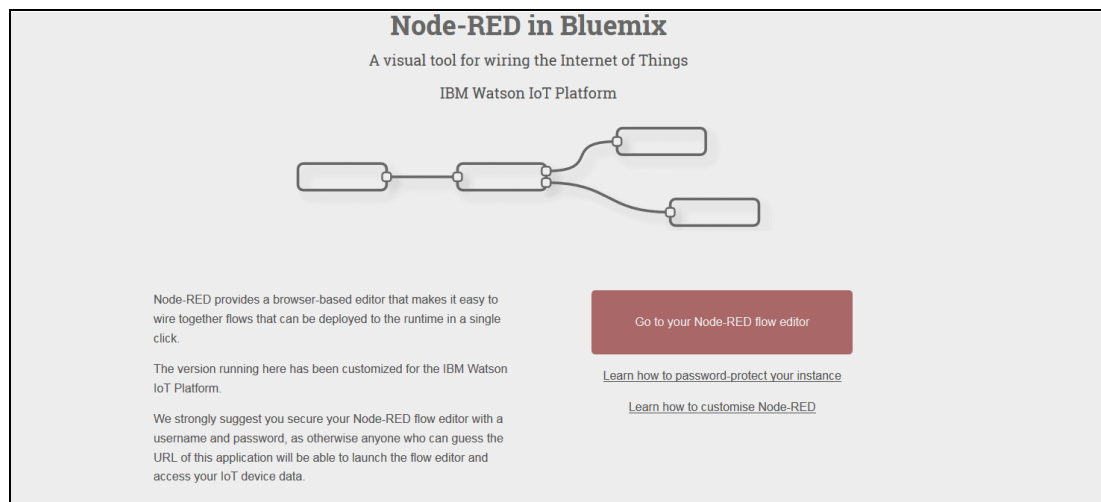 Node-RED in Bluemix
A visual tool for wiring the Internet of Things
IBM Watson IoT Platform
Node-RED provides a browser-based editor that makes it easy to
wire together flows that can be deployed to the runtime in a single
click.
The version running here has been customized for the IBM Watson
IoT Platform.
We strongly suggest you secure your Node-RED flow editor with a
username and password, as otherwise anyone who can guess the
URL of this application will be able to launch the flow editor and
access your IoT device data.
Go to your Node-RED flow editor
Learn how to password-protect your instance
Learn how to customise Node-RED